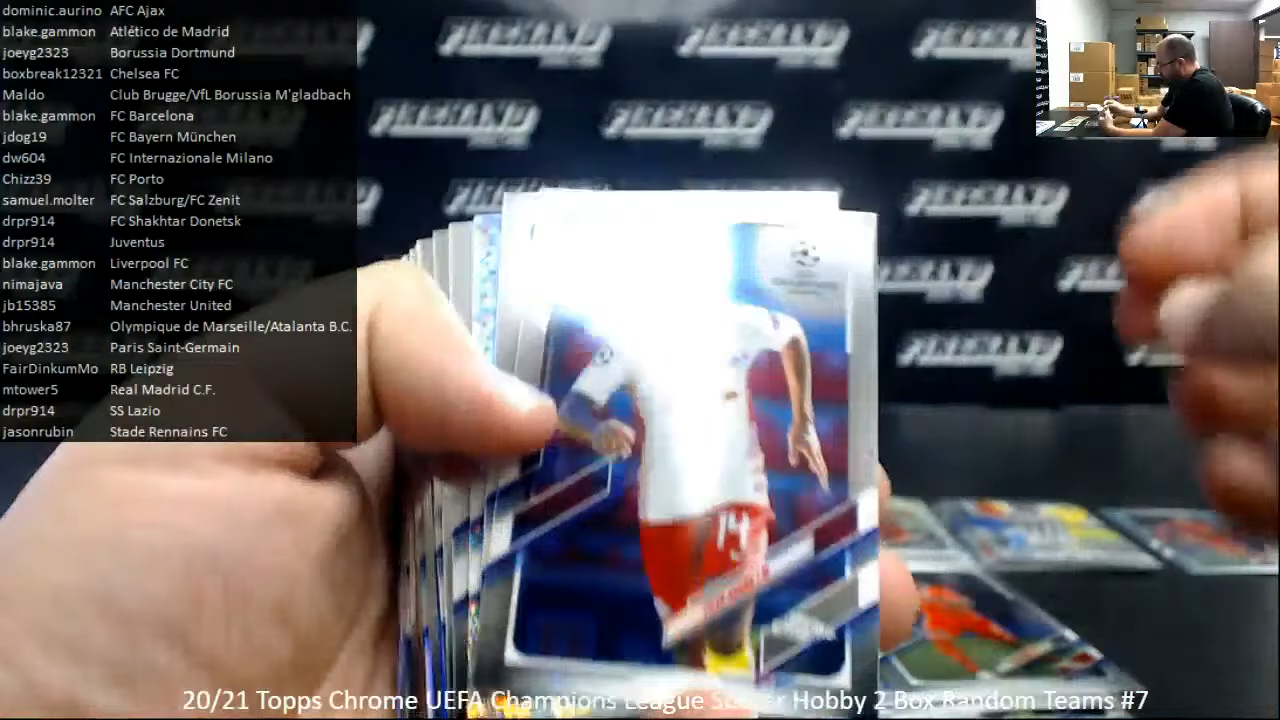 dominic.aurino AFC Ajax
blake.gammon Atlético de Madrid
joeyg2323 Borussia Dortmund
boxbreak12321 Chelsea FC
Maldo Club Brugge/VfL Borussia M'gladbach
blake.gammon FC Barcelona
jdog19 FC Bayern München
dw604 FC Internazionale Milano
Chizz39 FC Porto
samuel.molter FC Salzburg/FC Zenit
drpr914 FC Shakhtar Donetsk
drpr914 Juventus
blake.gammon Liverpool FC
nimajava Manchester City FC
jb15385 Manchester United
bhruska87 Olympique de Marseille/Atalanta B.C.
joeyg2323 Paris Saint-Germain
FairDinkumMo RB Leipzig
mtower5 Real Madrid C.F.
drpr914 SS Lazio
jasonrubin Stade Rennains FC
14
20/21 Topps Chrome UEFA Champions League Soccer Hobby 2 Box Random Teams #7